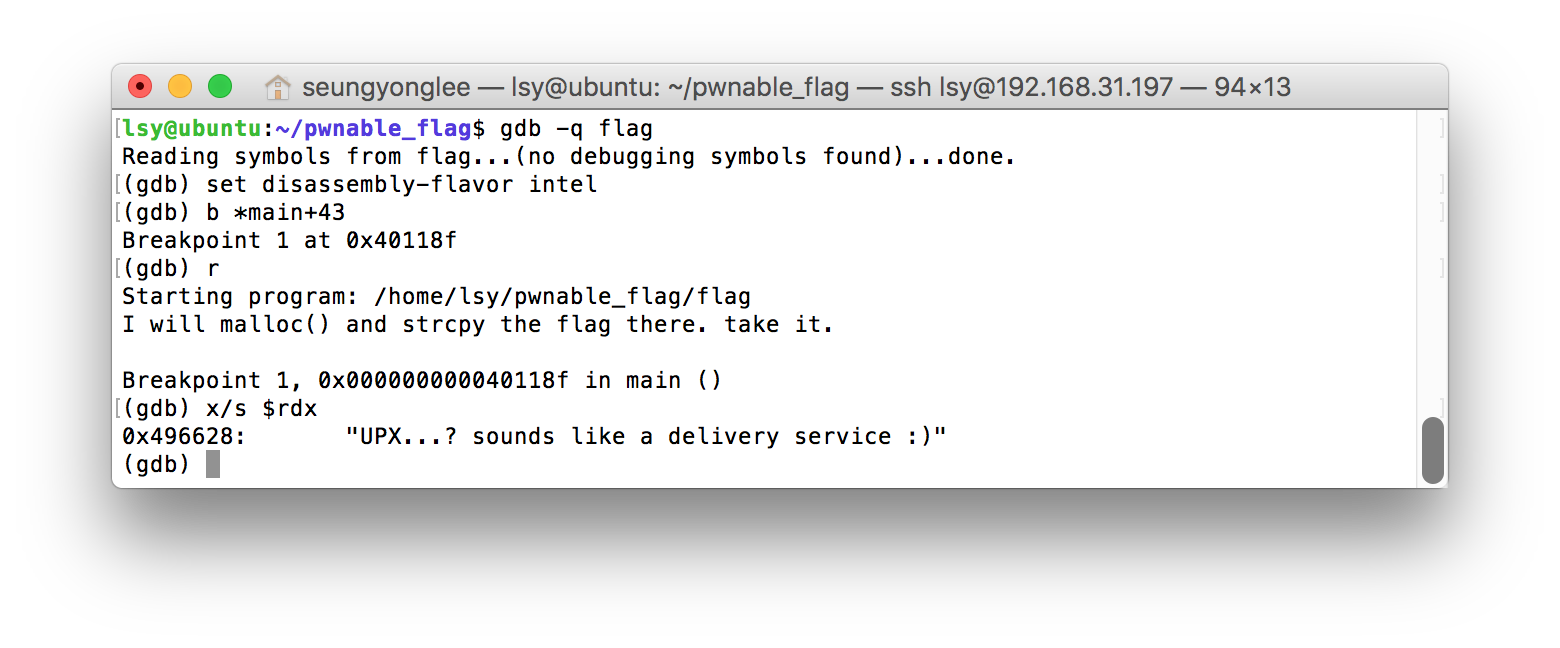 seungyonglee — lsy@ubuntu: ~/pwnable_flag — ssh lsy@192.168.31.197 — 94×13
[lsy@ubuntu:~/pwnable_flag$ gdb -q flag ]
Reading symbols from flag...(no debugging symbols found)...done.
[(gdb) set disassembly-flavor intel ]
[(gdb) b *main+43 ]
Breakpoint 1 at 0x40118f
[(gdb) r ]
Starting program: /home/lsy/pwnable_flag/flag
I will malloc() and strcpy the flag there. take it.
Breakpoint 1, 0x000000000040118f in main ()
[(gdb) x/s $rdx ]
0x496628:       "UPX...? sounds like a delivery service :)"
(gdb)